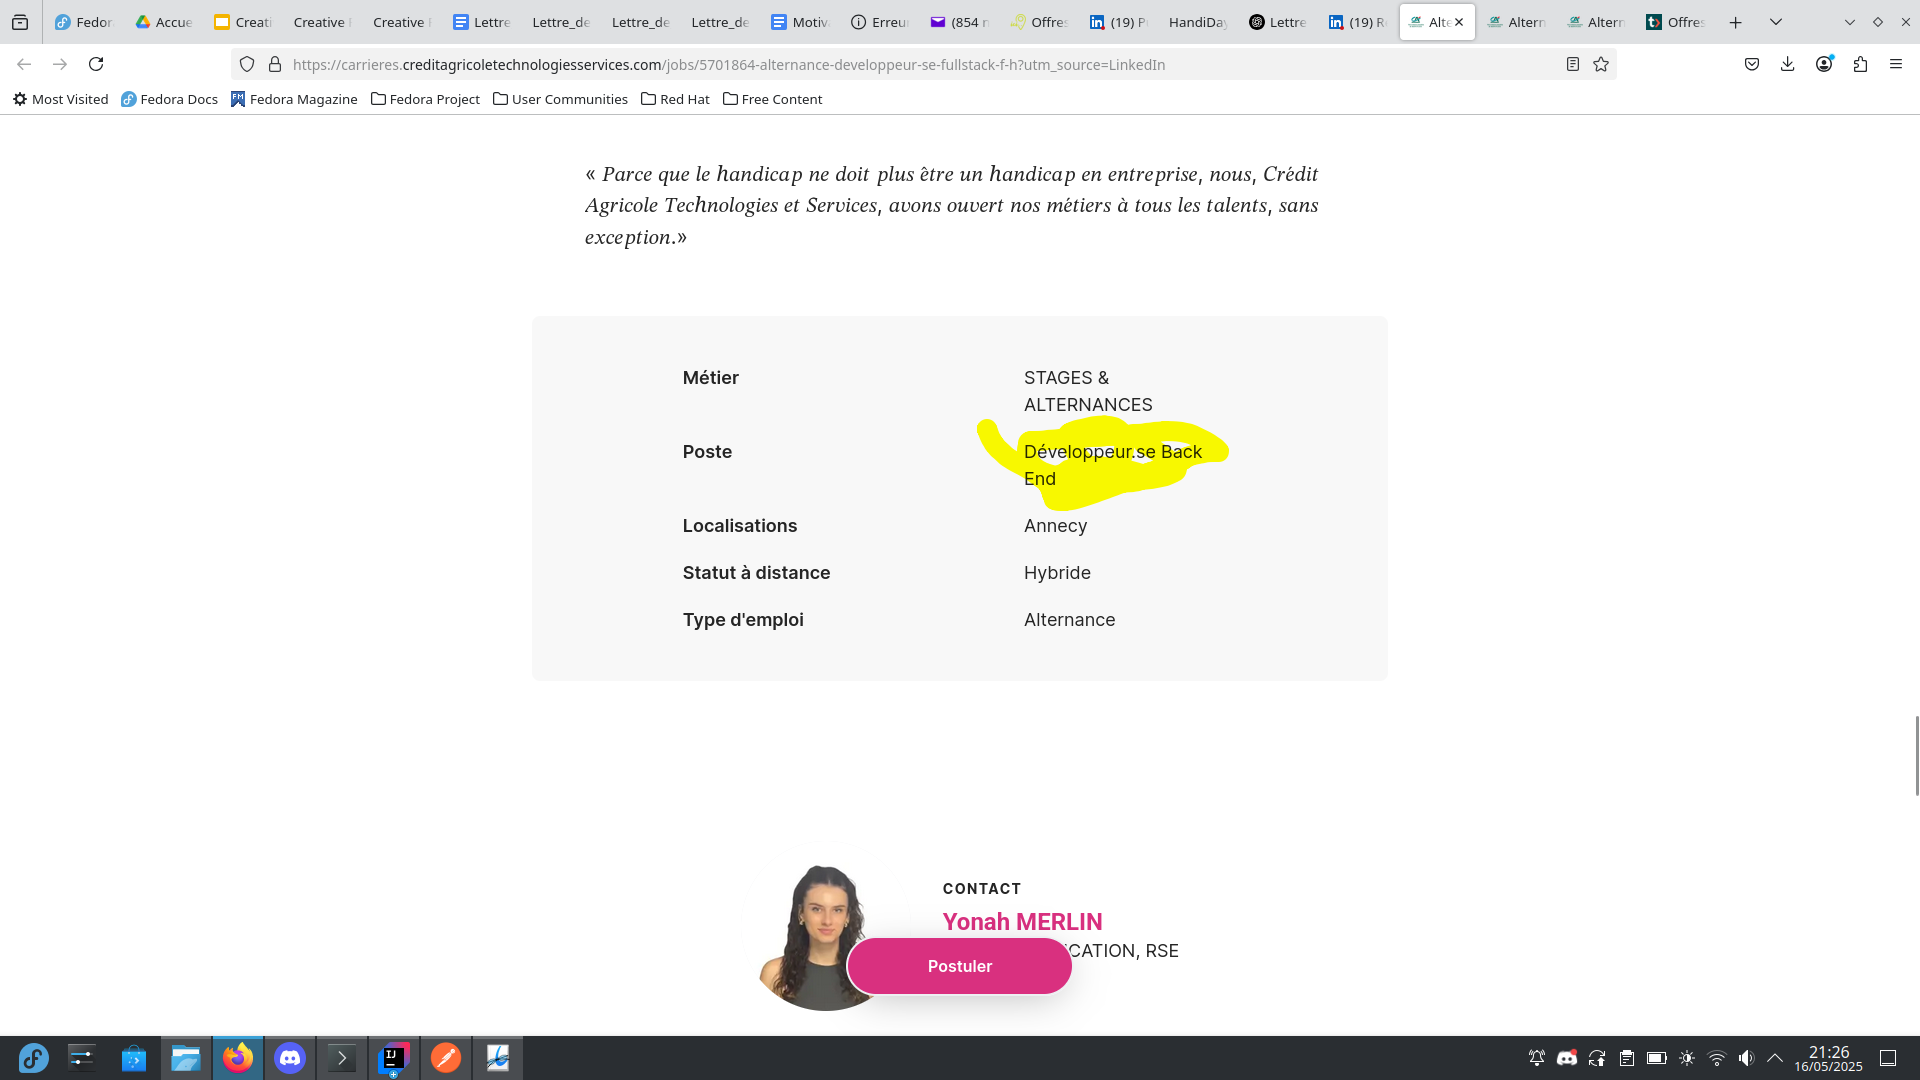 Fedor
Accue
Creati
Creative
Creative
Lettre
Lettre_de
Lettre_de
Lettre_de
Motiva
Erreur
(854 n
Offres
(19) P
HandiDay
Lettre
(19) R
Alte
Altern
Altern
Offres
https://carrieres.creditagricoletechnologiesservices.com/jobs/5701864-alternance-developpeur-se-fullstack-f-h?utm_source=LinkedIn
Most Visited
Fedora Docs
Fedora Magazine
Fedora Project
User Communities
Red Hat
Free Content
« Parce que le handicap ne doit plus être un handicap en entreprise, nous, Crédit
Agricole Technologies et Services, avons ouvert nos métiers à tous les talents, sans
exception.»
Métier
STAGES &
ALTERNANCES
Poste
Développeur.se Back
End
Localisations
Annecy
Statut à distance
Hybride
Type d'emploi
Alternance
CONTACT
Yonah MERLIN
ICATION, RSE
Postuler
21:26
16/05/2025